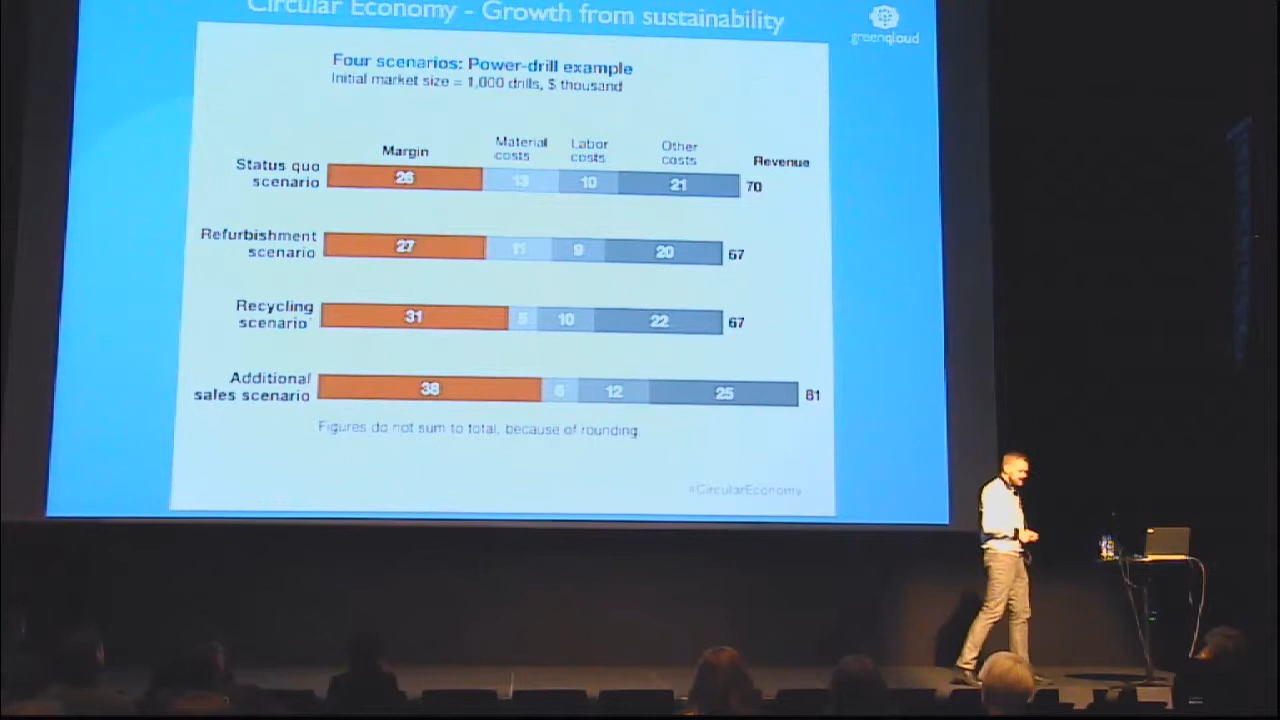 Circular Economy - Growth from sustainability
greenqloud
Four scenarios: Power-drill example
Initial market size = 1,000 drills, $ thousand
Margin
Material
costs
Labor
costs
Other
costs
Revenue
Status quo
scenario
26 13 10 21 70
Refurbishment
scenario
27 11 9 20 67
Recycling
scenario
31 5 10 22 67
Additional
sales scenario
38 6 12 25 81
Figures do not sum to total, because of rounding.
#CircularEconomy